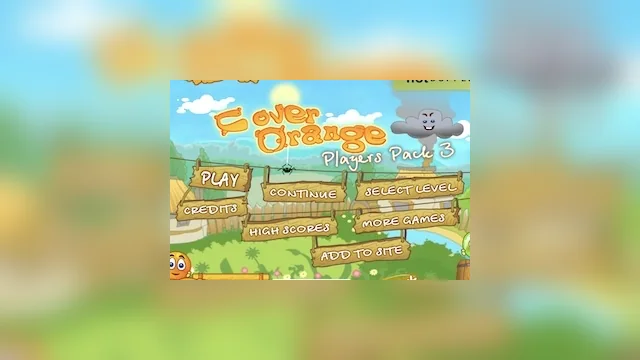 Cover
Orange
Players Pack 3
PLAY
CONTINUE
SELECT LEVEL
CREDITS
HIGH SCORES
MORE GAMES
ADD TO SITE